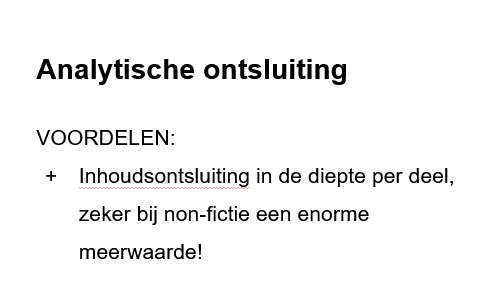 Analytische ontsluiting
VOORDELEN:
+ Inhoudsontsluiting in de diepte per deel,
zeker bij non-fictie een enorme
meerwaarde!